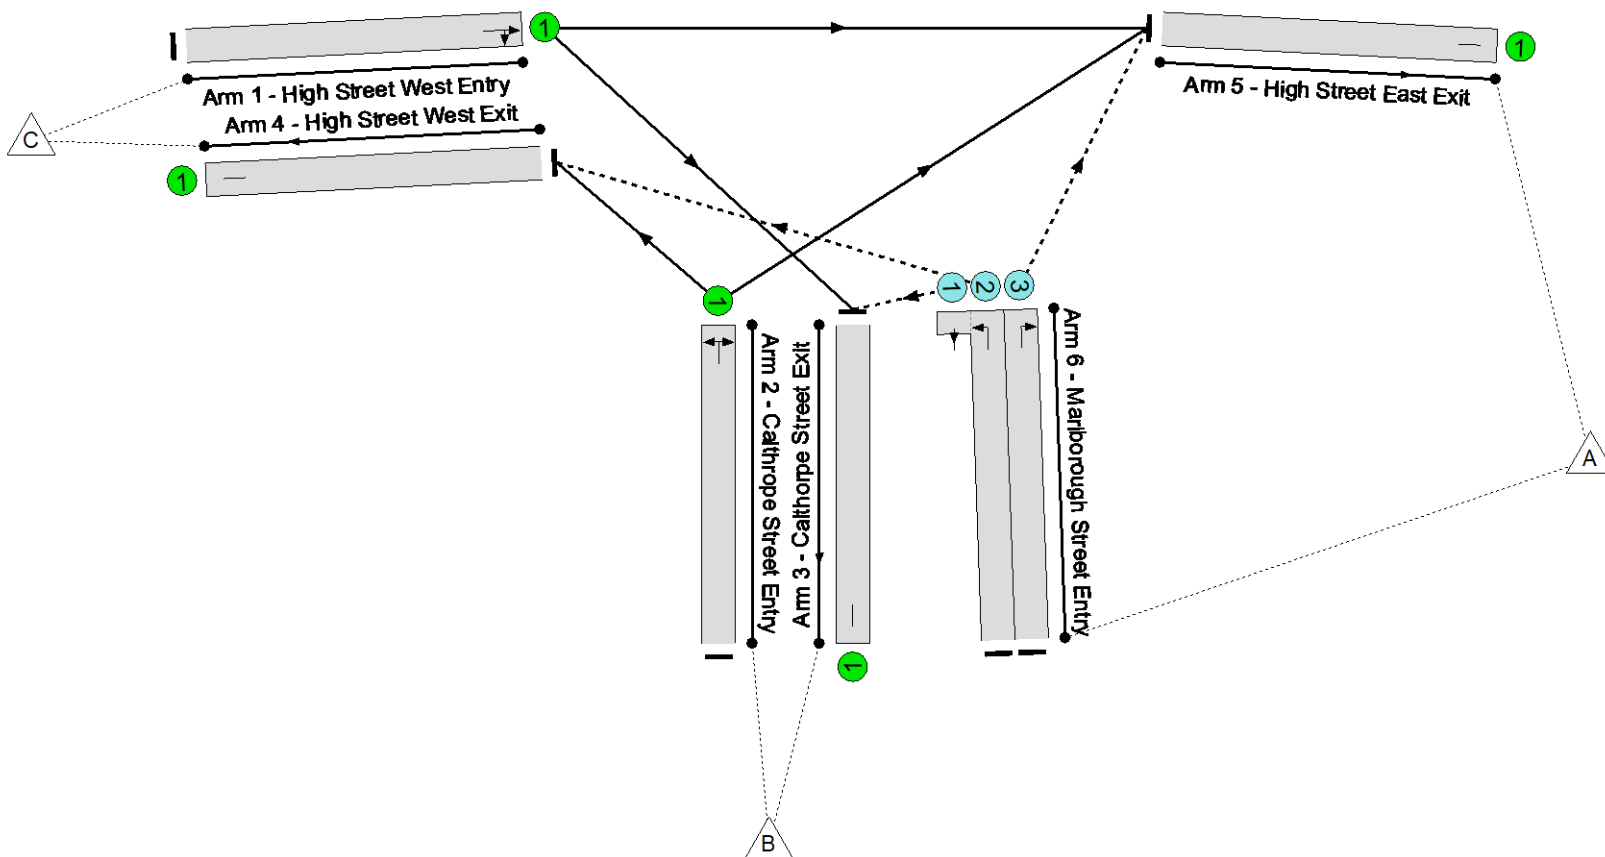 1
Arm 1 - High Street West Entry
Arm 4 - High Street West Exit
C
1
1
Arm 5 - High Street East Exit
1
1
2
3
Arm 2 - Calthrope Street Entry
Arm 3 - Calthorpe Street Exit
Arm 6 - Marlborough Street Entry
A
1
B